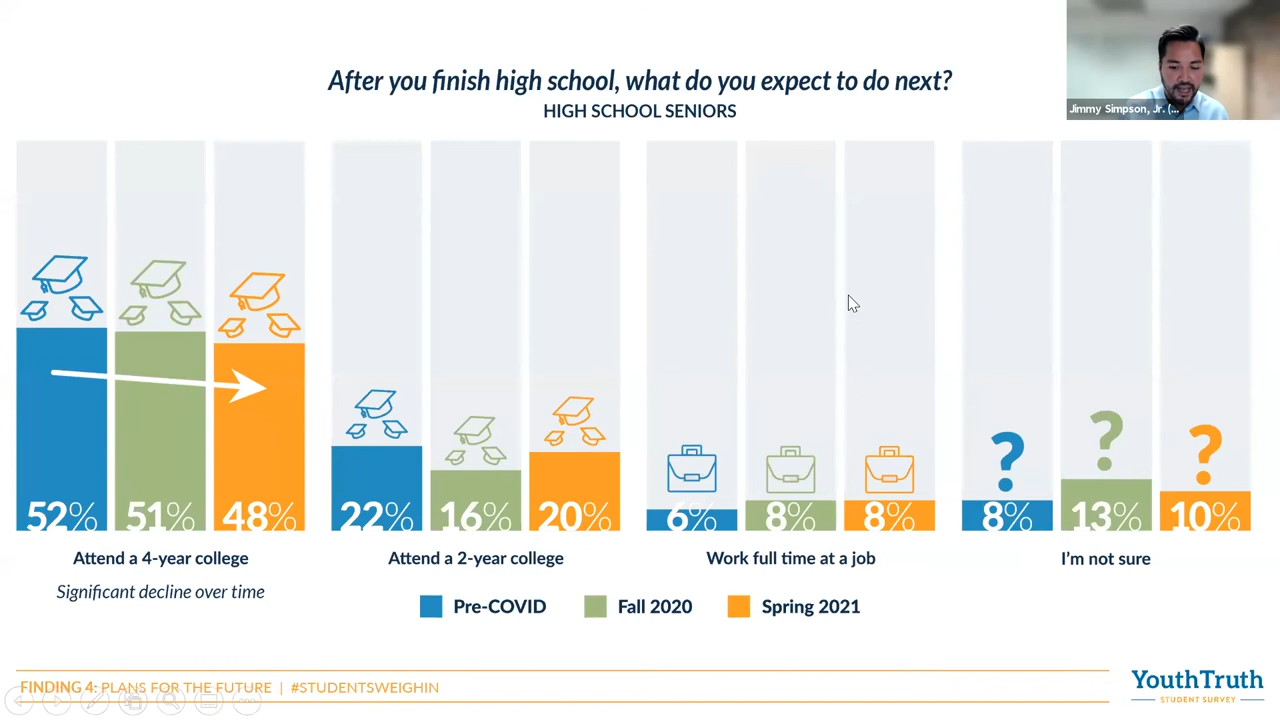 After you finish high school, what do you expect to do next?
HIGH SCHOOL SENIORS
Jimmy Simpson, Jr. (...
52% 51% 48%
22% 16% 20%
6% 8% 8%
? ? ?
8% 13% 10%
Attend a 4-year college
Attend a 2-year college
Work full time at a job
I'm not sure
Significant decline over time
Pre-COVID
Fall 2020
Spring 2021
FINDING 4: PLANS FOR THE FUTURE | #STUDENTSWEIGHIN
YouthTruth
STUDENT SURVEY